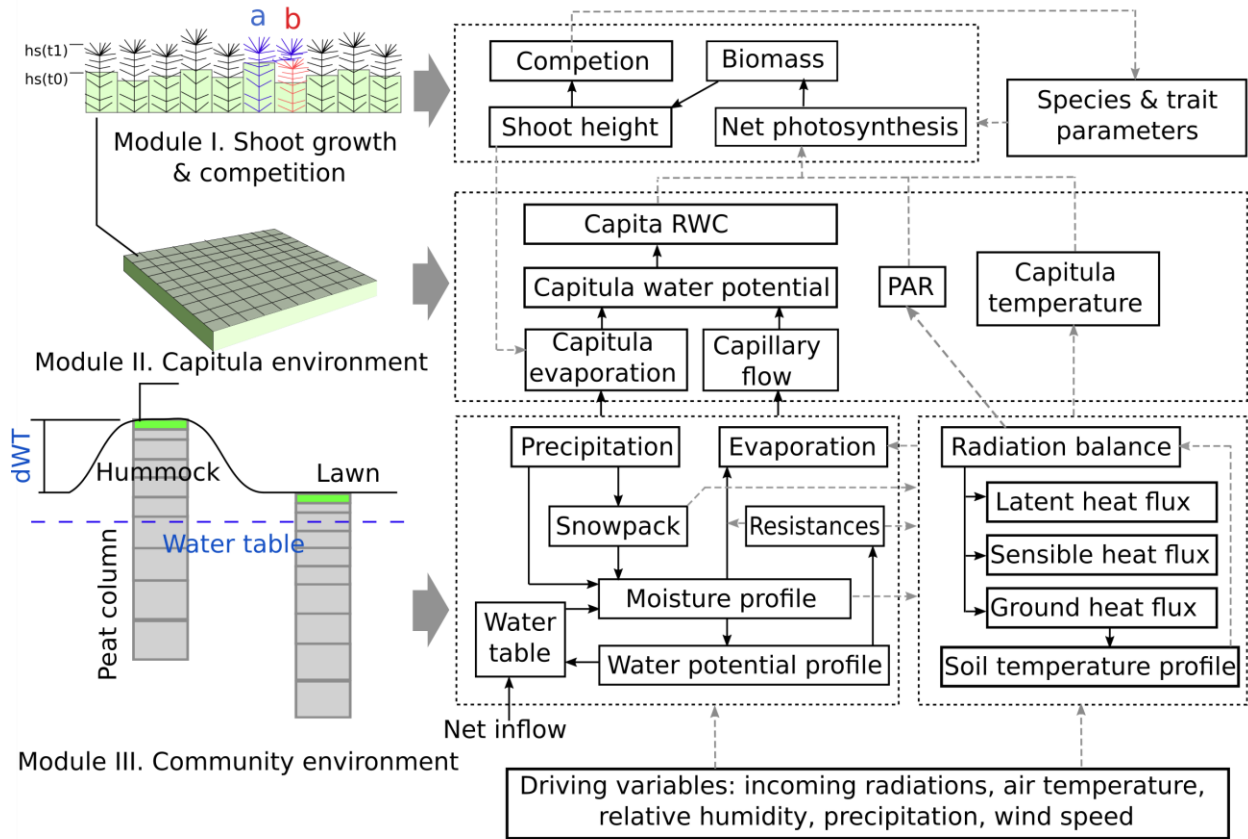 a
b
hs(t1)
hs(t0)
Module I. Shoot growth
& competition
Competion
Biomass
Shoot height
Net photosynthesis
Species & trait
parameters
Module II. Capitula environment
Capita RWC
Capitula water potential
Capitula
evaporation
Capillary
flow
PAR
Capitula
temperature
dWT
Hummock
Lawn
Water table
Peat column
Module III. Community environment
Precipitation
Evaporation
Snowpack
Resistances
Moisture profile
Water
table
Water potential profile
Net inflow
Radiation balance
Latent heat flux
Sensible heat flux
Ground heat flux
Soil temperature profile
Driving variables: incoming radiations, air temperature,
relative humidity, precipitation, wind speed